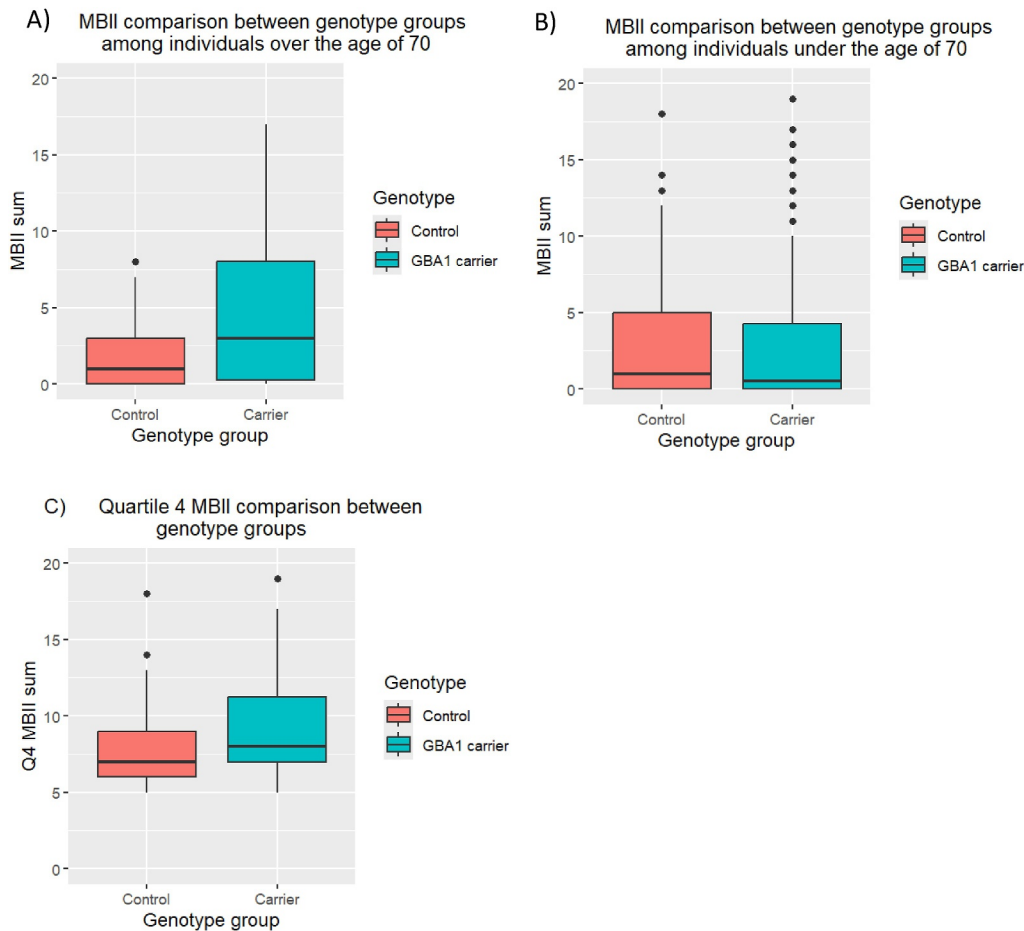 A)
MBII comparison between genotype groups
among individuals over the age of 70
20
15
10
5
0
MBII sum
Control
Carrier
Genotype group
Genotype
Control
GBA1 carrier
B)
MBII comparison between genotype groups
among individuals under the age of 70
20
15
10
5
0
MBII sum
Control
Carrier
Genotype group
Genotype
Control
GBA1 carrier
C)
Quartile 4 MBII comparison between
genotype groups
20
15
10
5
0
Q4 MBII sum
Control
Carrier
Genotype group
Genotype
Control
GBA1 carrier